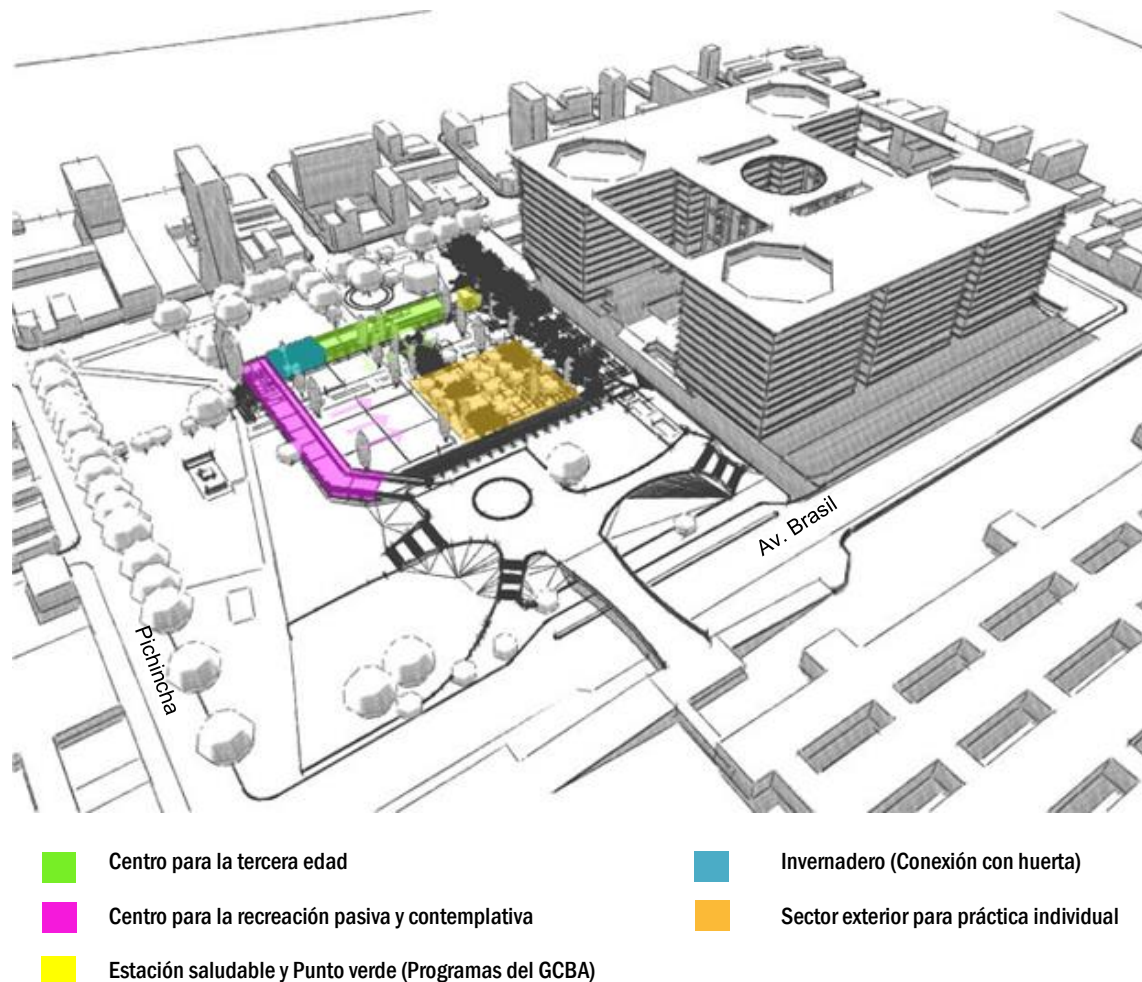 Av. Brasil
Pichincha
Centro para la tercera edad
Invernadero (Conexión con huerta)
Centro para la recreación pasiva y contemplativa
Sector exterior para práctica individual
Estación saludable y Punto verde (Programas del GCBA)